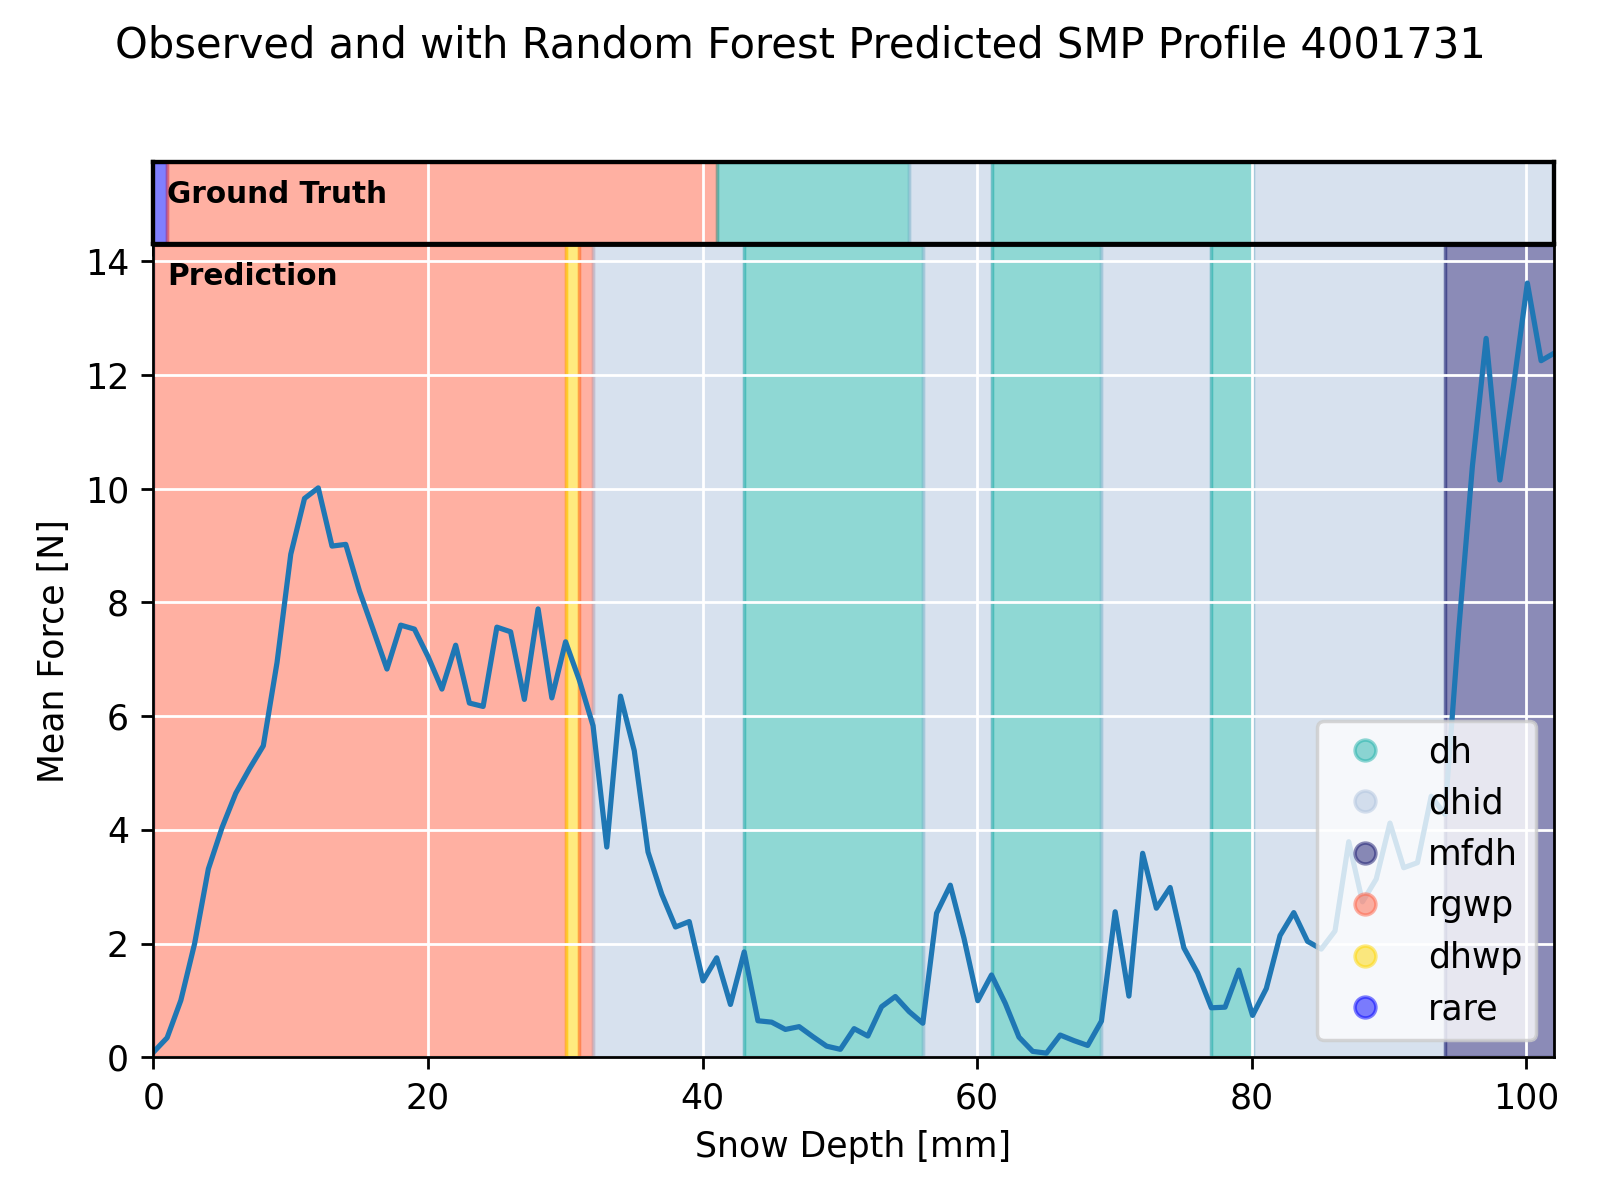 Observed and with Random Forest Predicted SMP Profile 4001731
Ground Truth
Prediction
14
12
10
8
6
4
2
0
Mean Force [N]
dh
dhid
mfdh
rgwp
dhwp
rare
0 20 40 60 80 100
Snow Depth [mm]